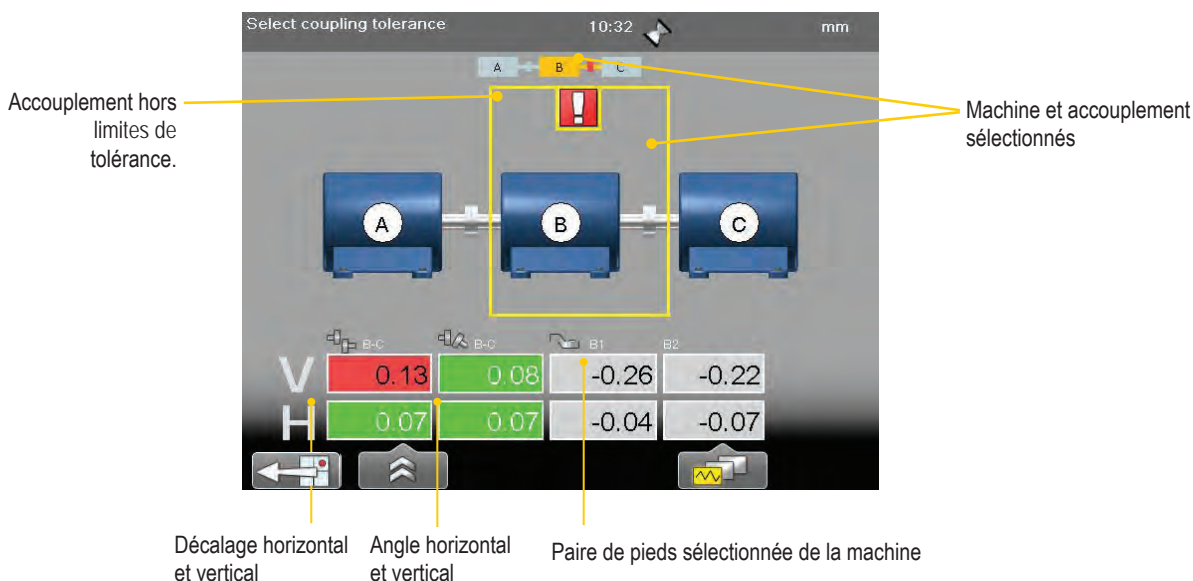 Select coupling tolerance 10:32 mm
A B C
Accouplement hors
limites de
tolérance.
Machine et accouplement
sélectionnés
A B C
B-C B-C B1 B2
V 0.13 0.08 -0.26 -0.22
H 0.07 0.07 -0.04 -0.07
Décalage horizontal
et vertical
Angle horizontal
et vertical
Paire de pieds sélectionnée de la machine